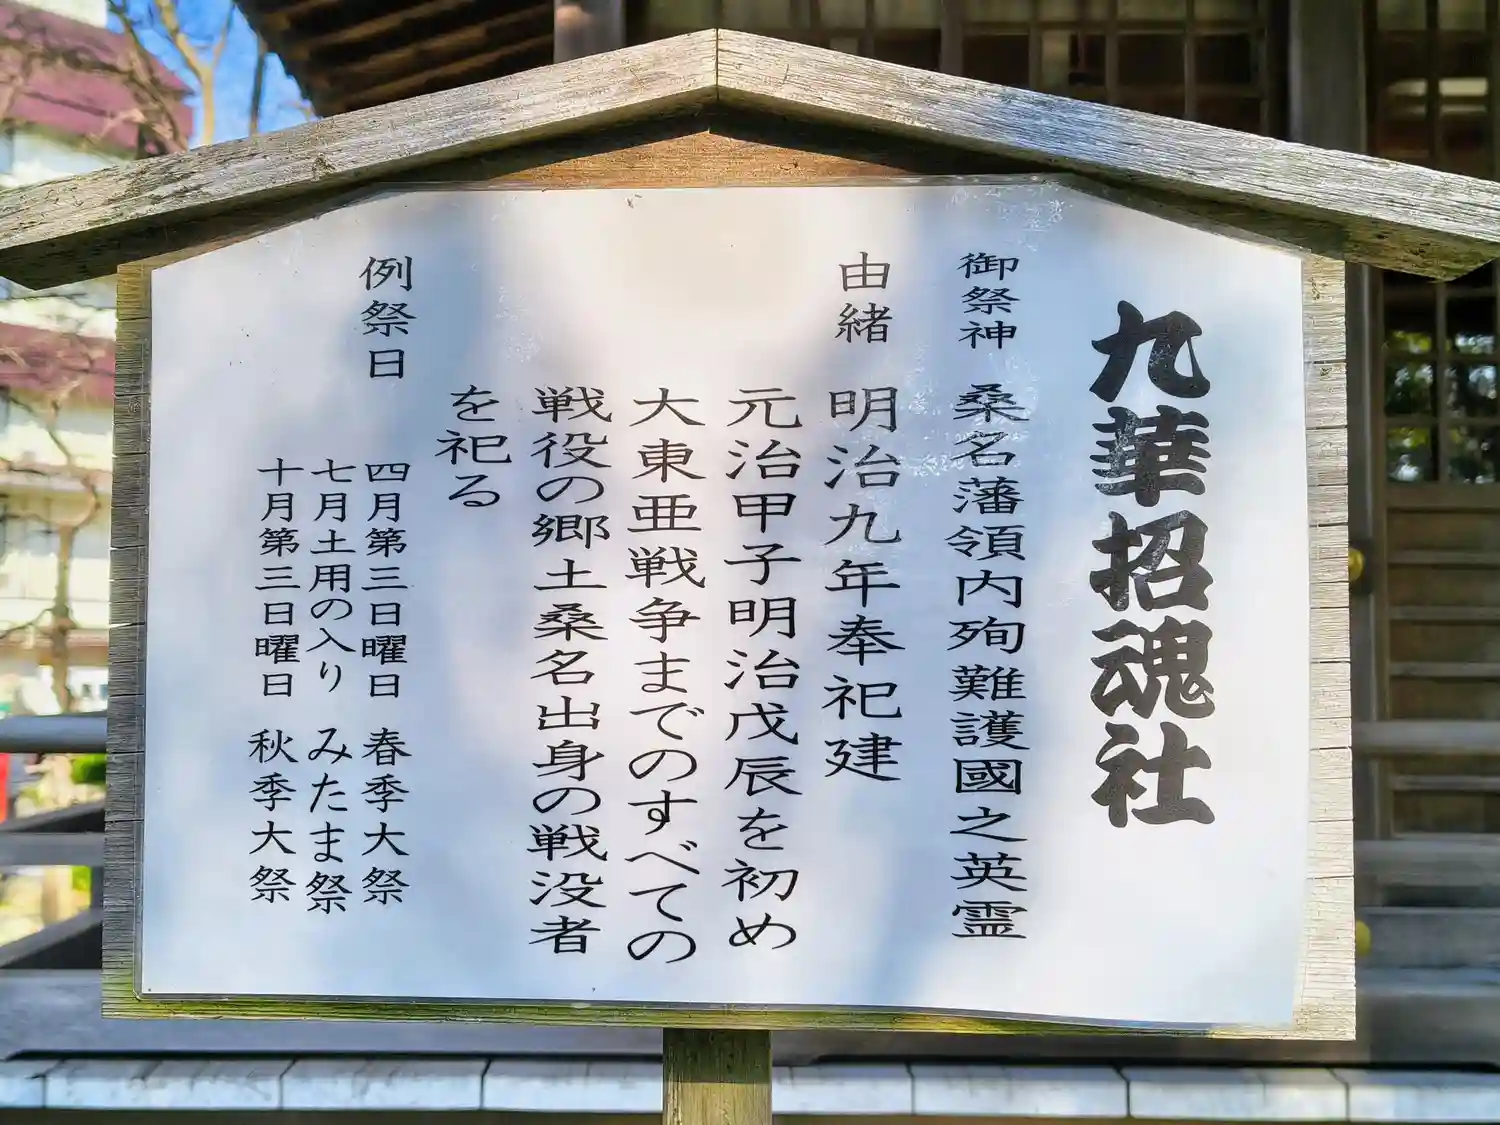 九華招魂社
御祭神 桑名藩領内殉難護國之英霊
由緒 明治九年奉祀建
元治甲子明治戊辰を初め
大東亜戦争までのすべての
戦役の郷土桑名出身の戦没者
を祀る
例祭日 四月第三日曜日 春季大祭
七月土用の入り みたま祭
十月第三日曜日 秋季大祭